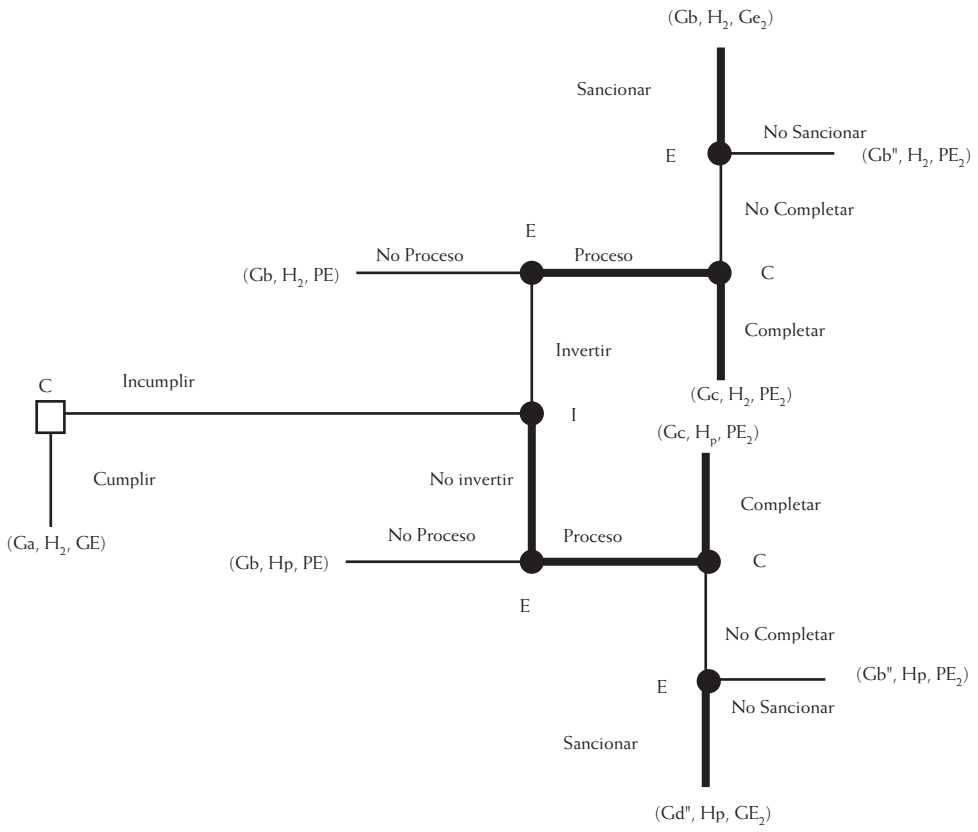 (Gb, H₂, Ge₂)
Sancionar
No Sancionar
E
(Gb", H₂, PE₂)
No Completar
E
No Proceso
Proceso
(Gb, H₂, PE)
C
Completar
Invertir
C
Incumplir
(Gc, H₂, PE₂)
I
(Gc, Hₚ, PE₂)
Cumplir
No invertir
Completar
(Ga, H₂, GE)
No Proceso
Proceso
(Gb, Hp, PE)
C
E
No Completar
(Gb", Hp, PE₂)
E
No Sancionar
Sancionar
(Gd", Hp, GE₂)